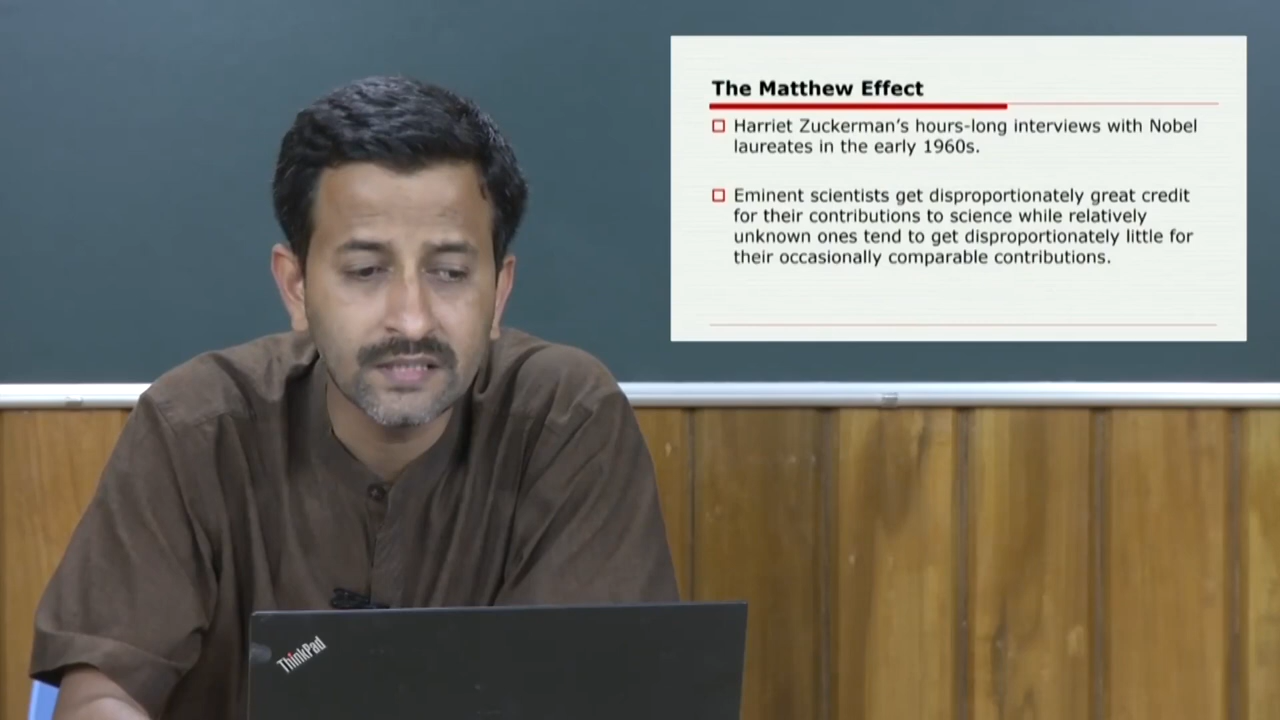 The Matthew Effect
Harriet Zuckerman's hours-long interviews with Nobel
laureates in the early 1960s.
Eminent scientists get disproportionately great credit
for their contributions to science while relatively
unknown ones tend to get disproportionately little for
their occasionally comparable contributions.
ThinkPad